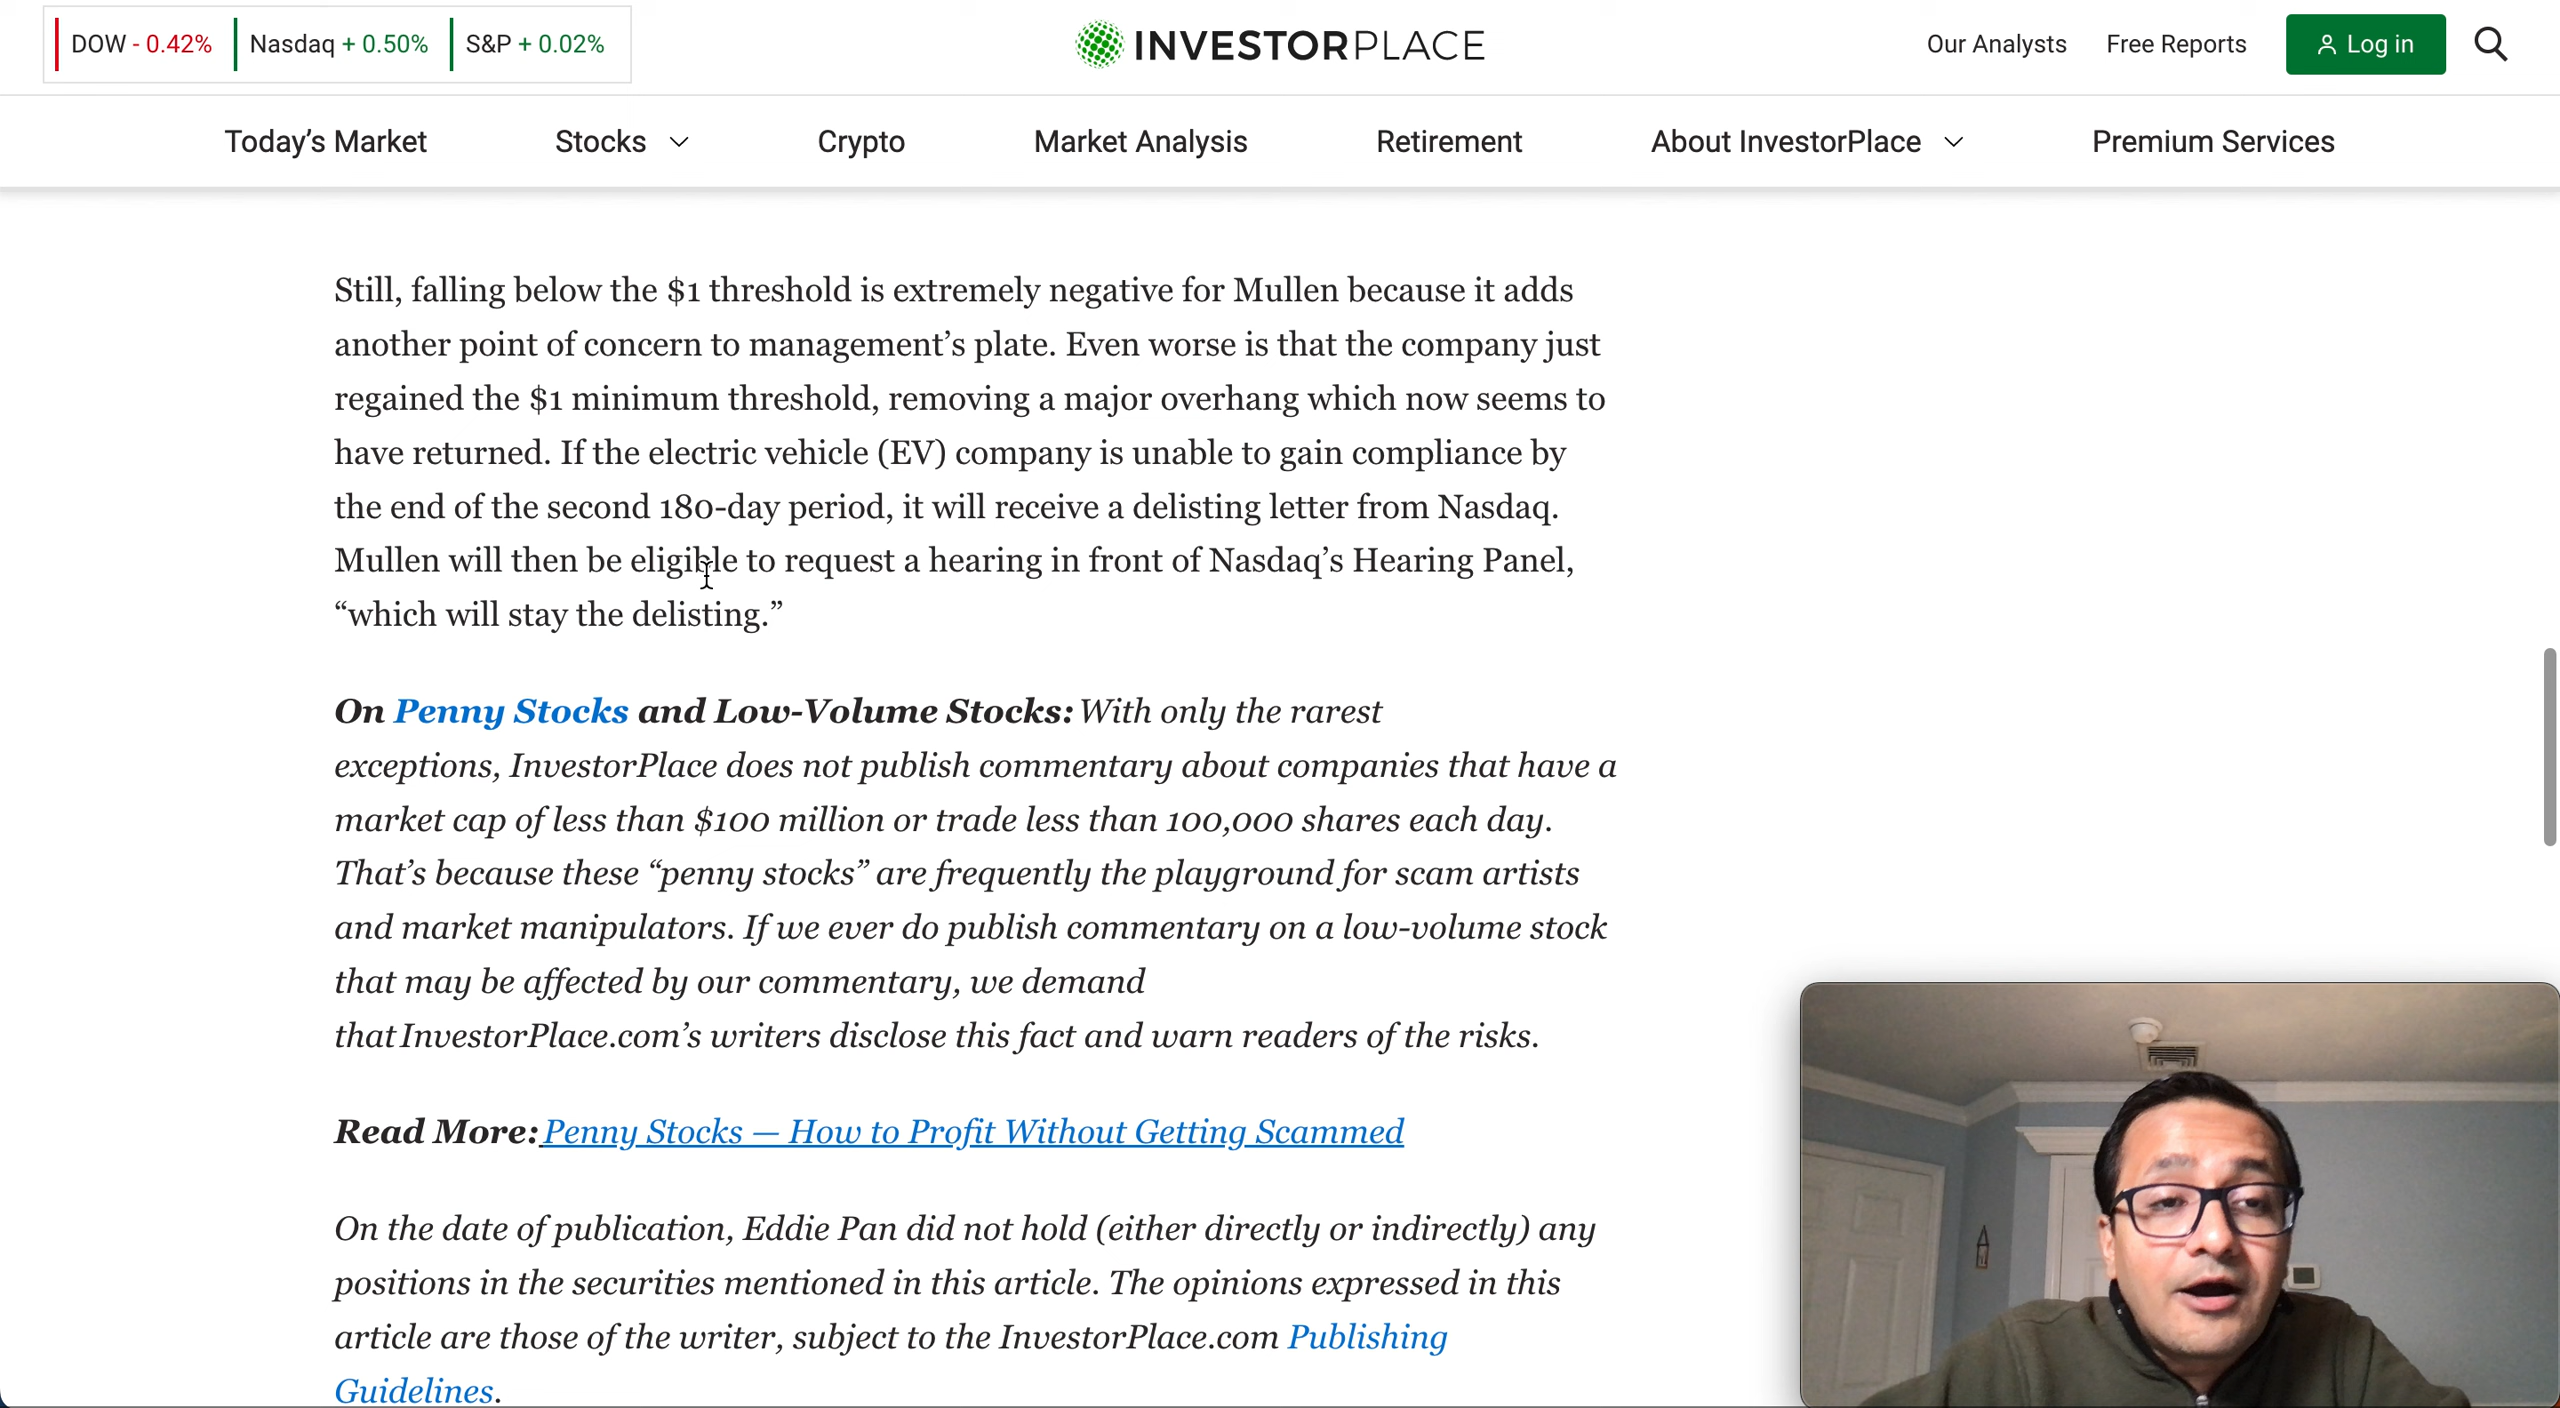 DOW - 0.42% Nasdaq + 0.50% S&P + 0.02%
INVESTORPLACE
Our Analysts Free Reports Log in
Today’s Market Stocks Crypto Market Analysis Retirement About InvestorPlace Premium Services
Still, falling below the $1 threshold is extremely negative for Mullen because it adds
another point of concern to management’s plate. Even worse is that the company just
regained the $1 minimum threshold, removing a major overhang which now seems to
have returned. If the electric vehicle (EV) company is unable to gain compliance by
the end of the second 180-day period, it will receive a delisting letter from Nasdaq.
Mullen will then be eligible to request a hearing in front of Nasdaq’s Hearing Panel,
“which will stay the delisting.”
On Penny Stocks and Low-Volume Stocks: With only the rarest
exceptions, InvestorPlace does not publish commentary about companies that have a
market cap of less than $100 million or trade less than 100,000 shares each day.
That’s because these “penny stocks” are frequently the playground for scam artists
and market manipulators. If we ever do publish commentary on a low-volume stock
that may be affected by our commentary, we demand
that InvestorPlace.com’s writers disclose this fact and warn readers of the risks.
Read More: Penny Stocks — How to Profit Without Getting Scammed
On the date of publication, Eddie Pan did not hold (either directly or indirectly) any
positions in the securities mentioned in this article. The opinions expressed in this
article are those of the writer, subject to the InvestorPlace.com Publishing
Guidelines.